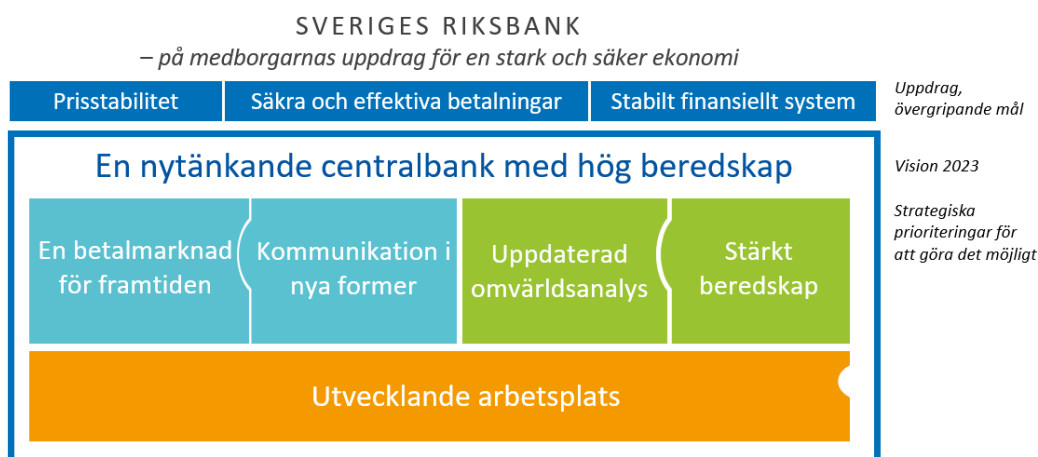 SVERIGES RIKSBANK
– på medborgarnas uppdrag för en stark och säker ekonomi
Prisstabilitet
Säkra och effektiva betalningar
Stabilt finansiellt system
Uppdrag,
övergripande mål
En nytänkande centralbank med hög beredskap
Vision 2023
Strategiska
prioriteringar för
att göra det möjligt
En betalmarknad
för framtiden
Kommunikation i
nya former
Uppdaterad
omvärldsanalys
Stärkt
beredskap
Utvecklande arbetsplats